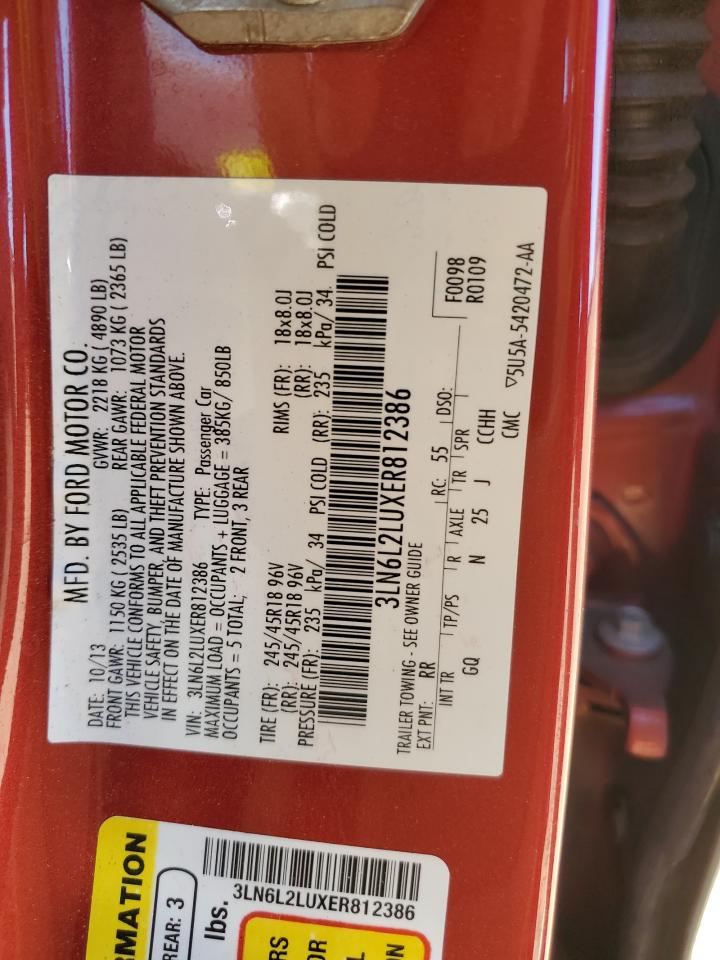 MFD. BY FORD MOTOR CO.
DATE: 10/13 GVWR: 2218 KG ( 4890 LB)
FRONT GAWR: 1150 KG ( 2535 LB) REAR GAWR: 1073 KG ( 2365 LB)
THIS VEHICLE CONFORMS TO ALL APPLICABLE FEDERAL MOTOR
VEHICLE SAFETY, BUMPER, AND THEFT PREVENTION STANDARDS
IN EFFECT ON THE DATE OF MANUFACTURE SHOWN ABOVE.
VIN: 3LN6L2LUXER812386 TYPE: Passenger Car
MAXIMUM LOAD = OCCUPANTS + LUGGAGE = 385KG/ 850LB
OCCUPANTS = 5 TOTAL; 2 FRONT, 3 REAR
TIRE (FR): 245/45R18 96V RIMS (FR): 18x8.0J
(RR): 245/45R18 96V (RR): 18x8.0J
PRESSURE (FR): 235 kPa/ 34 PSI COLD (RR): 235 kPa/ 34 PSI COLD
3LN6L2LUXER812386
TRAILER TOWING - SEE OWNER GUIDE F0098
EXT PNT: RR RC: 55 DSO: R0109
INT TR TP/PS R AXLE TR SPR
GQ N 25 J CCHH
CMC ▽5U5A-5420472-AA
RMATION
REAR: 3
lbs.
3LN6L2LUXER812386
RS
OR
L
ON